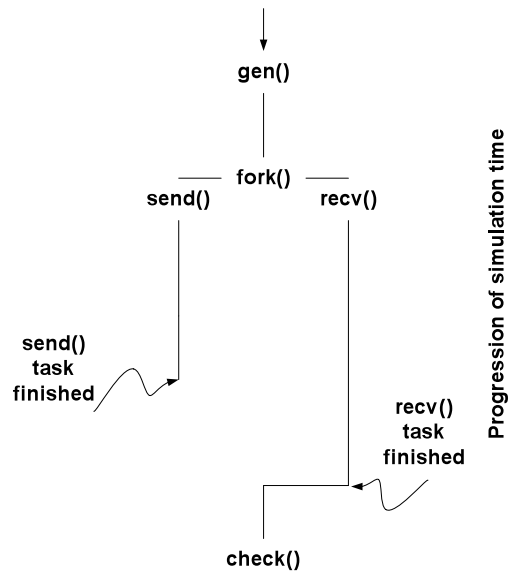 gen()
fork()
send()
recv()
Progression of simulation time
send()
task
finished
recv()
task
finished
check()